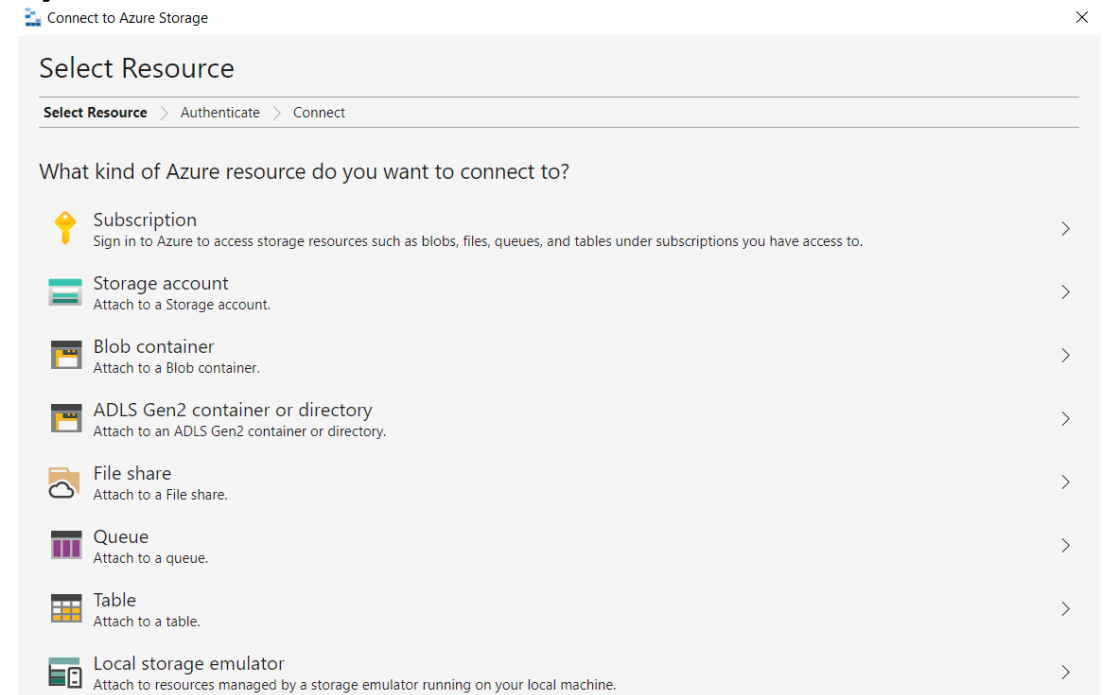 Connect to Azure Storage
Select Resource
Select Resource > Authenticate > Connect
What kind of Azure resource do you want to connect to?
Subscription
Sign in to Azure to access storage resources such as blobs, files, queues, and tables under subscriptions you have access to.
Storage account
Attach to a Storage account.
Blob container
Attach to a Blob container.
ADLS Gen2 container or directory
Attach to an ADLS Gen2 container or directory.
File share
Attach to a File share.
Queue
Attach to a queue.
Table
Attach to a table.
Local storage emulator
Attach to resources managed by a storage emulator running on your local machine.